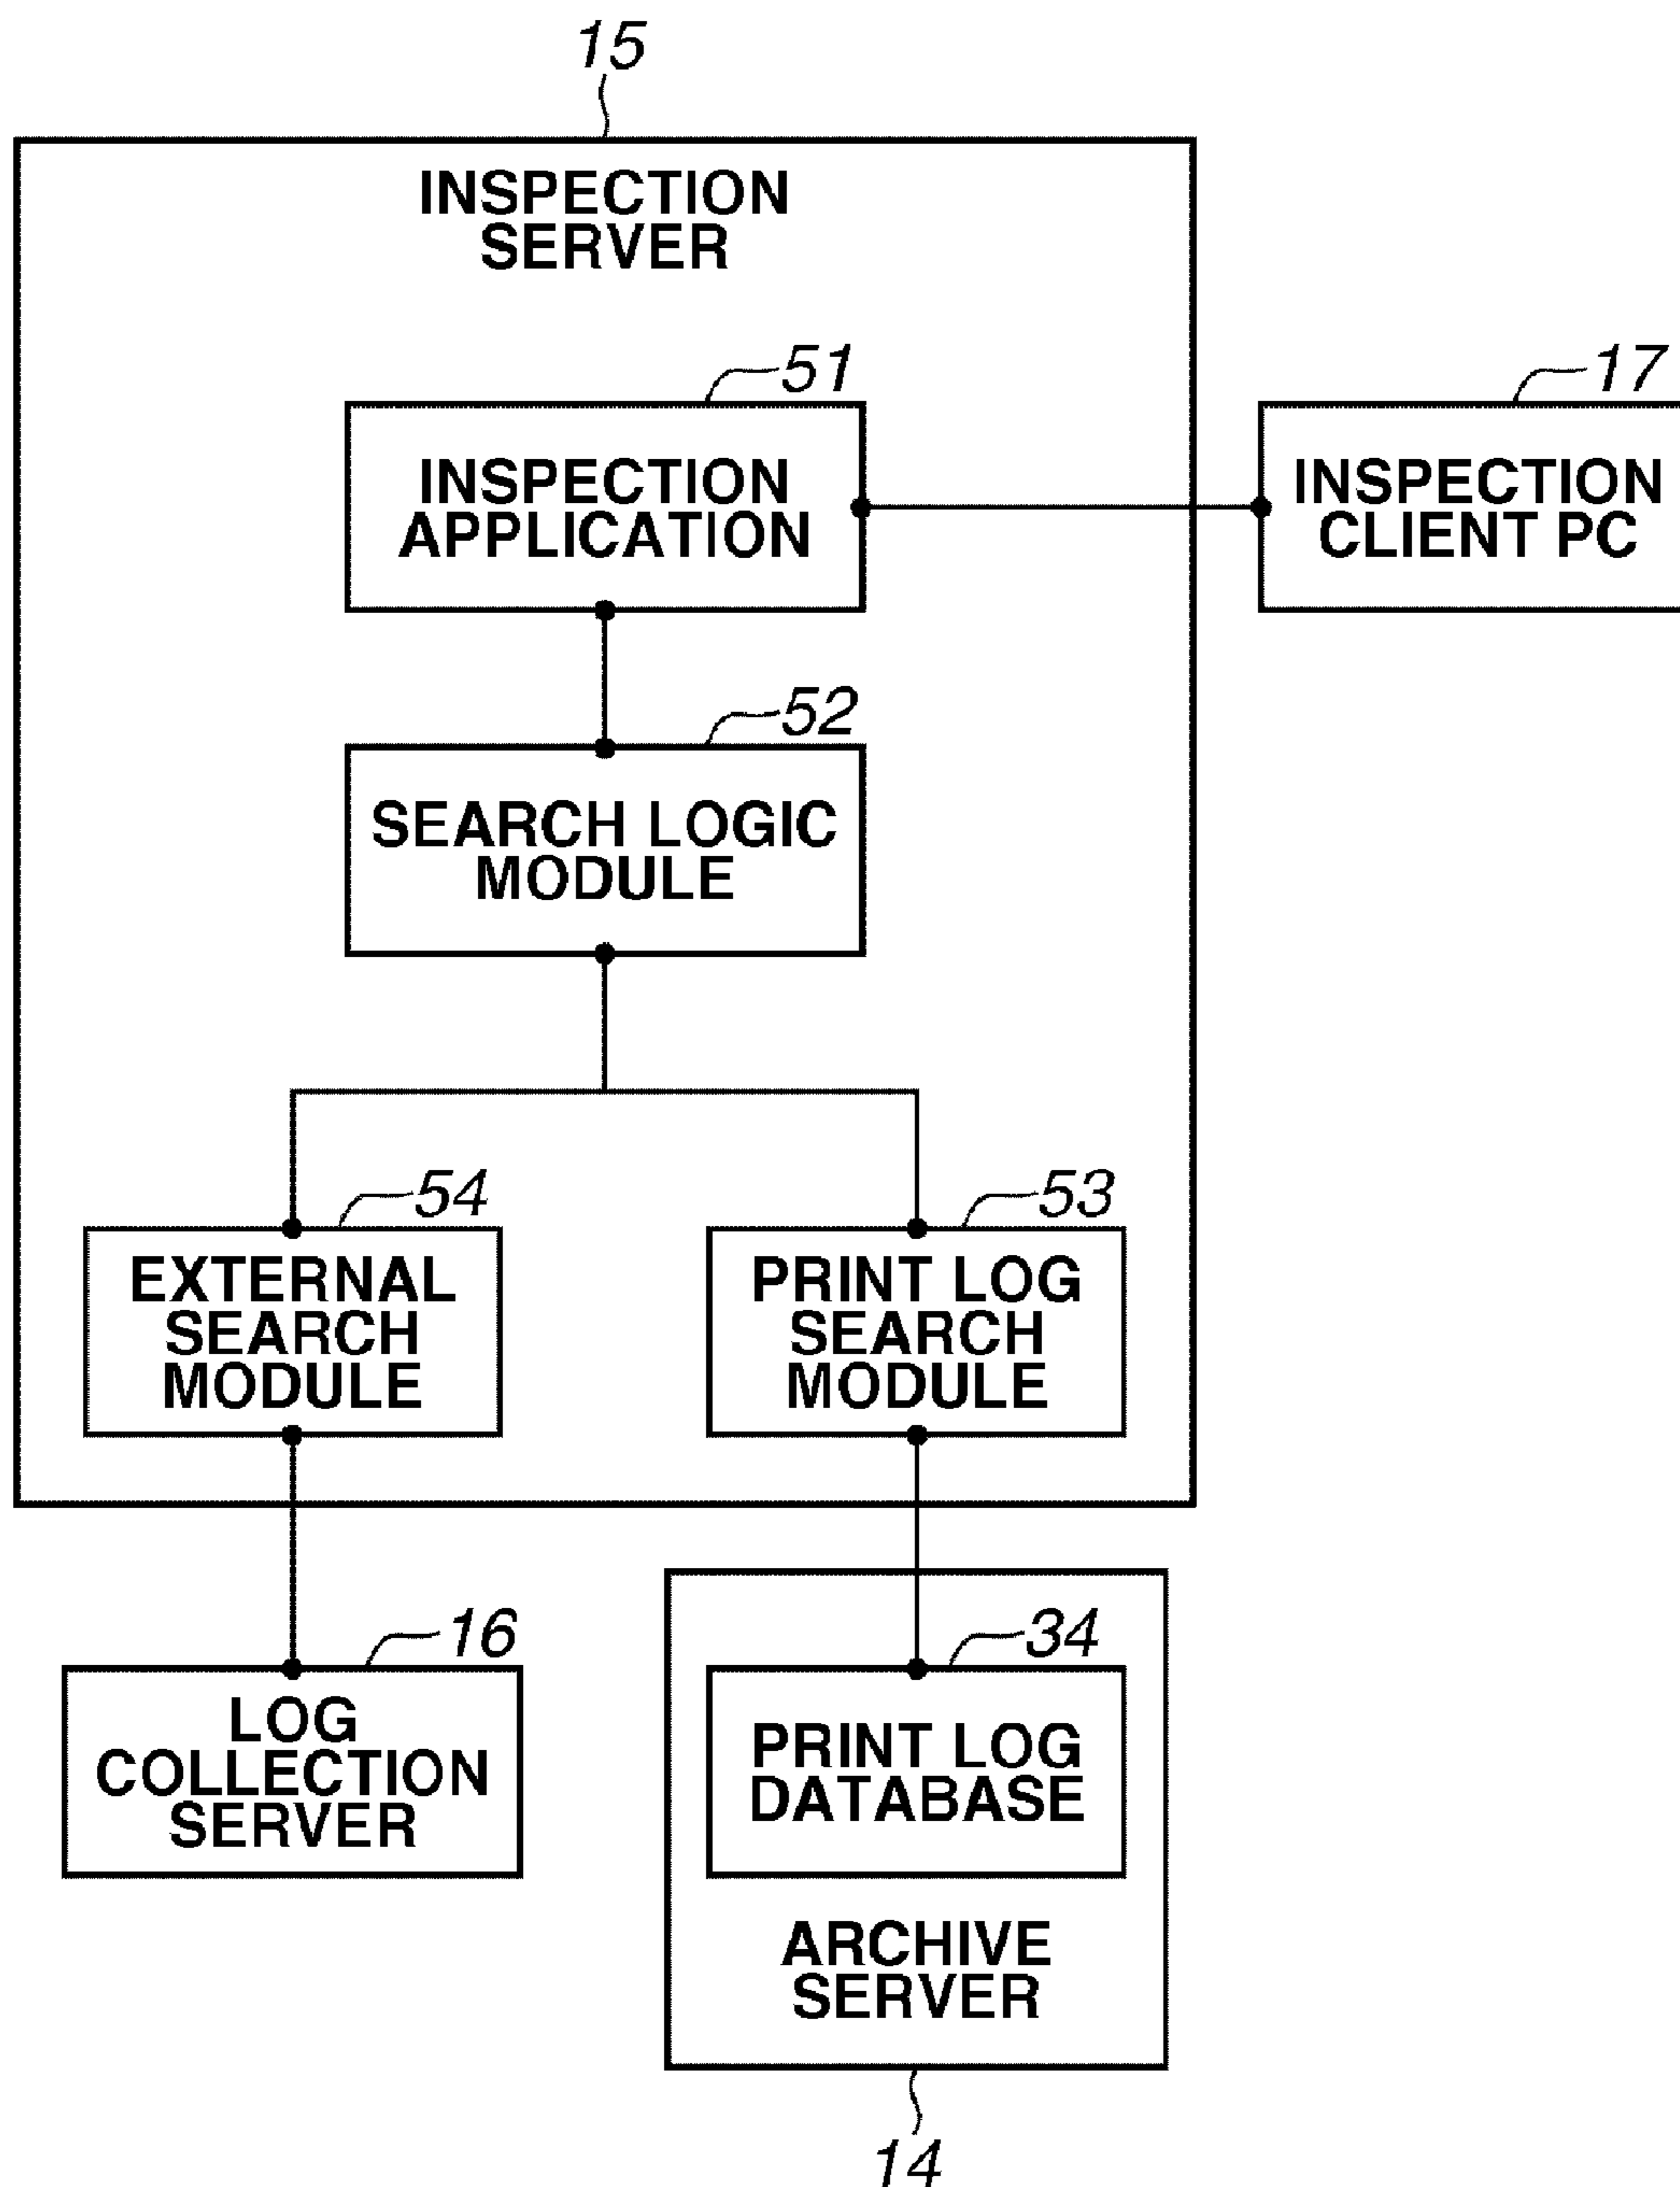 15
INSPECTION
SERVER
51
INSPECTION
APPLICATION
17
INSPECTION
CLIENT PC
52
SEARCH LOGIC
MODULE
54
EXTERNAL
SEARCH
MODULE
53
PRINT LOG
SEARCH
MODULE
16
LOG
COLLECTION
SERVER
34
PRINT LOG
DATABASE
ARCHIVE
SERVER
14